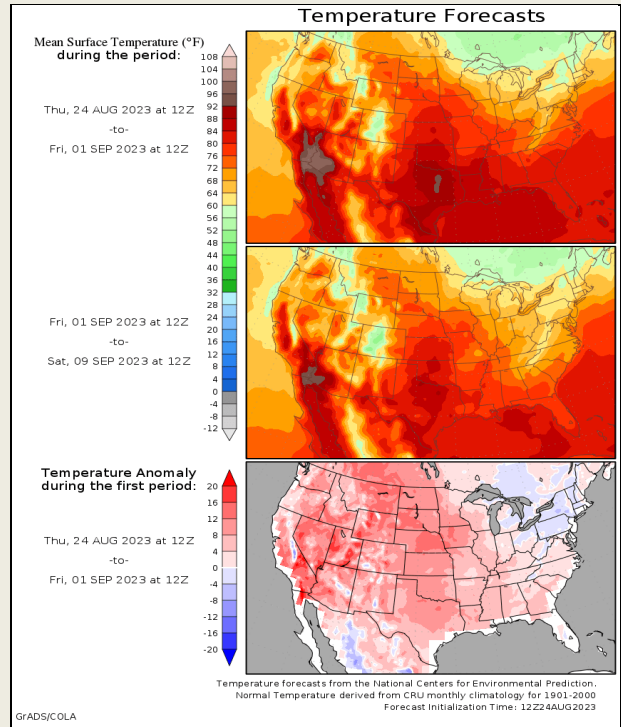 Temperature Forecasts
Mean Surface Temperature (°F)
during the period:
108
104
100
96
92
88
84
80
76
72
68
64
60
56
52
48
44
40
36
32
28
24
20
16
12
8
4
0
-4
-8
-12
Thu, 24 AUG 2023 at 12Z
-to-
Fri, 01 SEP 2023 at 12Z
Fri, 01 SEP 2023 at 12Z
-to-
Sat, 09 SEP 2023 at 12Z
Temperature Anomaly
during the first period:
20
16
12
8
4
0
-4
-8
-12
-16
-20
Thu, 24 AUG 2023 at 12Z
-to-
Fri, 01 SEP 2023 at 12Z
Temperature forecasts from the National Centers for Environmental Prediction.
Normal Temperature derived from CRU monthly climatology for 1901-2000
Forecast Initialization Time: 12Z24AUG2023
GrADS/COLA